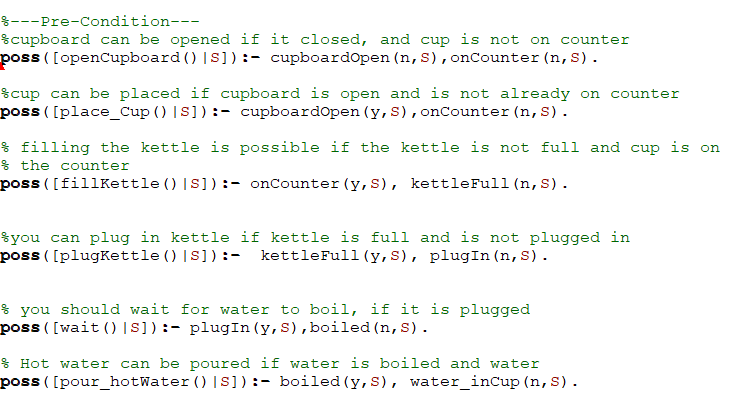 %---Pre-Condition---
%cupboard can be opened if it closed, and cup is not on counter
poss([openCupboard()|S]):- cupboardOpen(n,S),onCounter(n,S).
%cup can be placed if cupboard is open and is not already on counter
poss([place_Cup()|S]):- cupboardOpen(y,S),onCounter(n,S).
% filling the kettle is possible if the kettle is not full and cup is on
% the counter
poss([fillKettle()|S]):- onCounter(y,S), kettleFull(n,S).
%you can plug in kettle if kettle is full and is not plugged in
poss([plugKettle()|S]):-  kettleFull(y,S), plugIn(n,S).
% you should wait for water to boil, if it is plugged
poss([wait()|S]):- plugIn(y,S),boiled(n,S).
% Hot water can be poured if water is boiled and water
poss([pour_hotWater()|S]):- boiled(y,S), water_inCup(n,S).